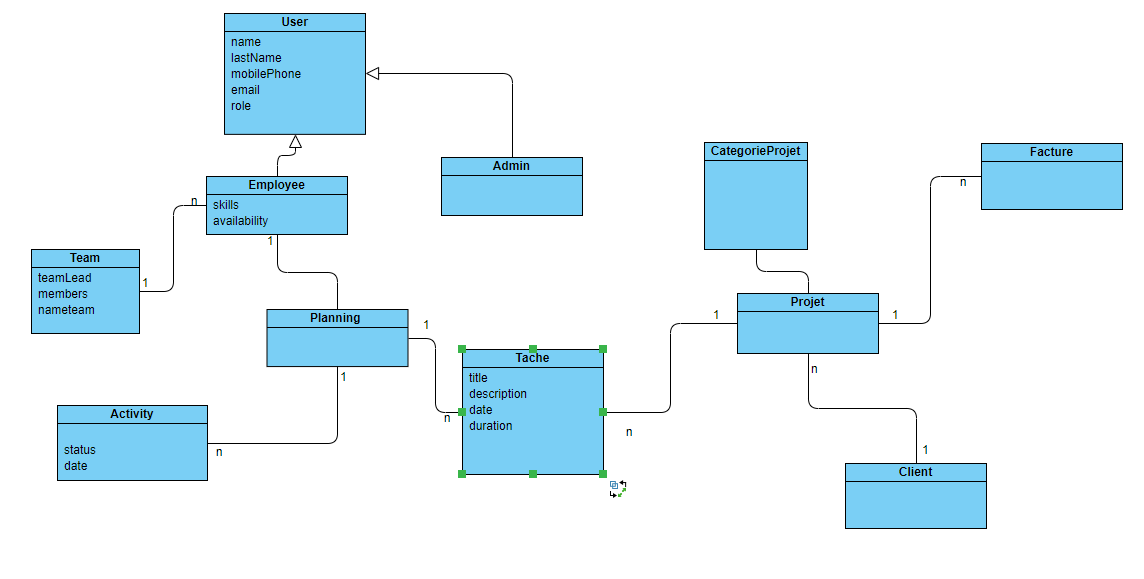 User
name
lastName
mobilePhone
email
role
Admin
CategorieProjet
Facture
n
Employee
skills
availability
n
1
Team
teamLead
members
nameteam
1
Planning
1
1
Projet
1
1
Tache
title
description
date
duration
n
n
n
1
Activity
status
date
n
1
Client